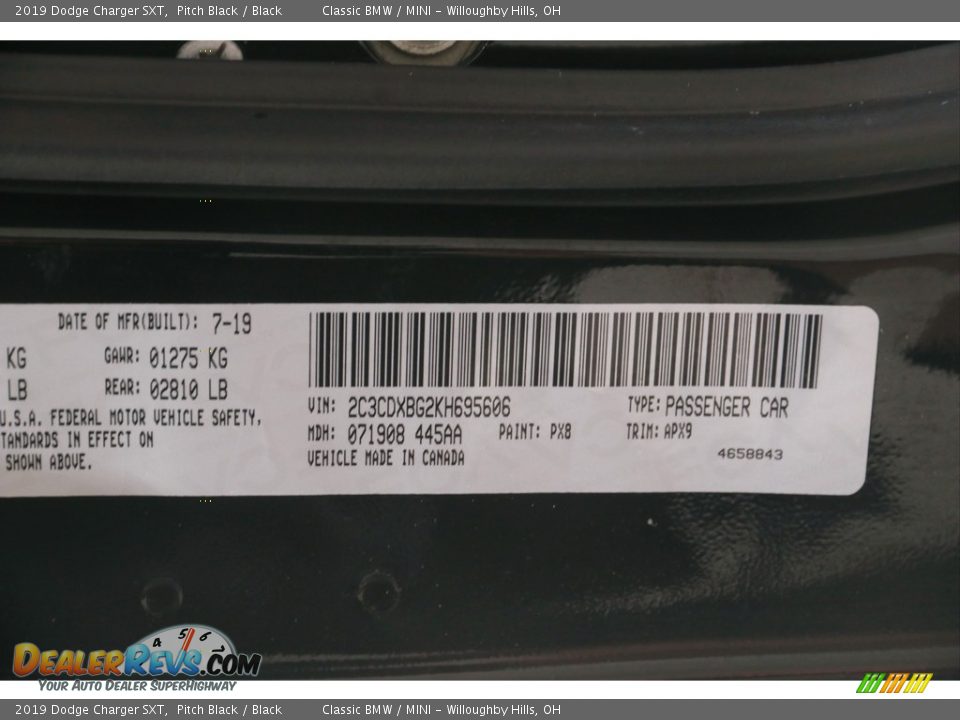 2019 Dodge Charger SXT, Pitch Black / Black Classic BMW / MINI - Willoughby Hills, OH
DATE OF MFR(BUILT): 7-19
KG GAWR: 01275 KG
LB REAR: 02810 LB
U.S.A. FEDERAL MOTOR VEHICLE SAFETY,
TANDARDS IN EFFECT ON
SHOWN ABOVE.
VIN: 2C3CDXBG2KH695606 TYPE: PASSENGER CAR
MDH: 071908 445AA PAINT: PX8 TRIM: APX9
VEHICLE MADE IN CANADA 4658843
4 5 6
DEALERREVS.COM
YOUR AUTO DEALER SUPERHIGHWAY
2019 Dodge Charger SXT, Pitch Black / Black Classic BMW / MINI - Willoughby Hills, OH